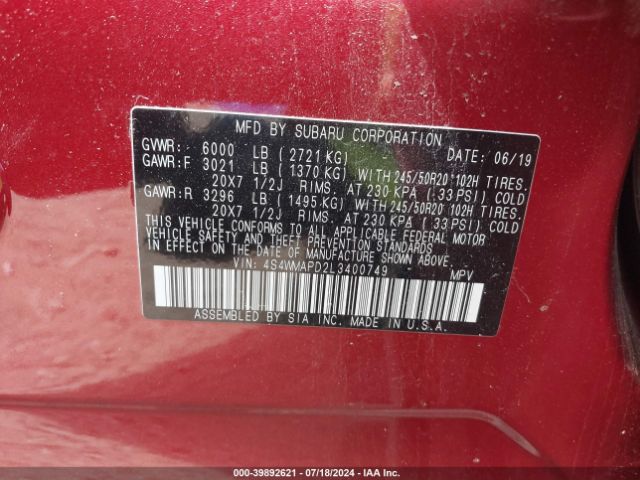 MFD BY SUBARU CORPORATION
GVWR: 6000 LB ( 2721 KG) DATE: 06/19
GAWR:F 3021 LB ( 1370 KG) WITH 245/50R20 102H TIRES.
20X7 1/2J RIMS. AT 230 KPA ( 33 PSI) COLD
GAWR:R 3296 LB ( 1495 KG) WITH 245/50R20 102H TIRES.
20X7 1/2J RIMS. AT 230 KPA ( 33 PSI) COLD
THIS VEHICLE CONFORMS TO ALL APPLICABLE FEDERAL MOTOR
VEHICLE SAFETY AND THEFT PREVENTION STANDARDS
IN EFFECT ON THE DATE OF MANUFACTURE SHOWN ABOVE.
VIN: 4S4WMAPD2L3400749 MPV
ASSEMBLED BY SIA INC. MADE IN U.S.A.
000-39892621 - 07/18/2024 - IAA Inc.